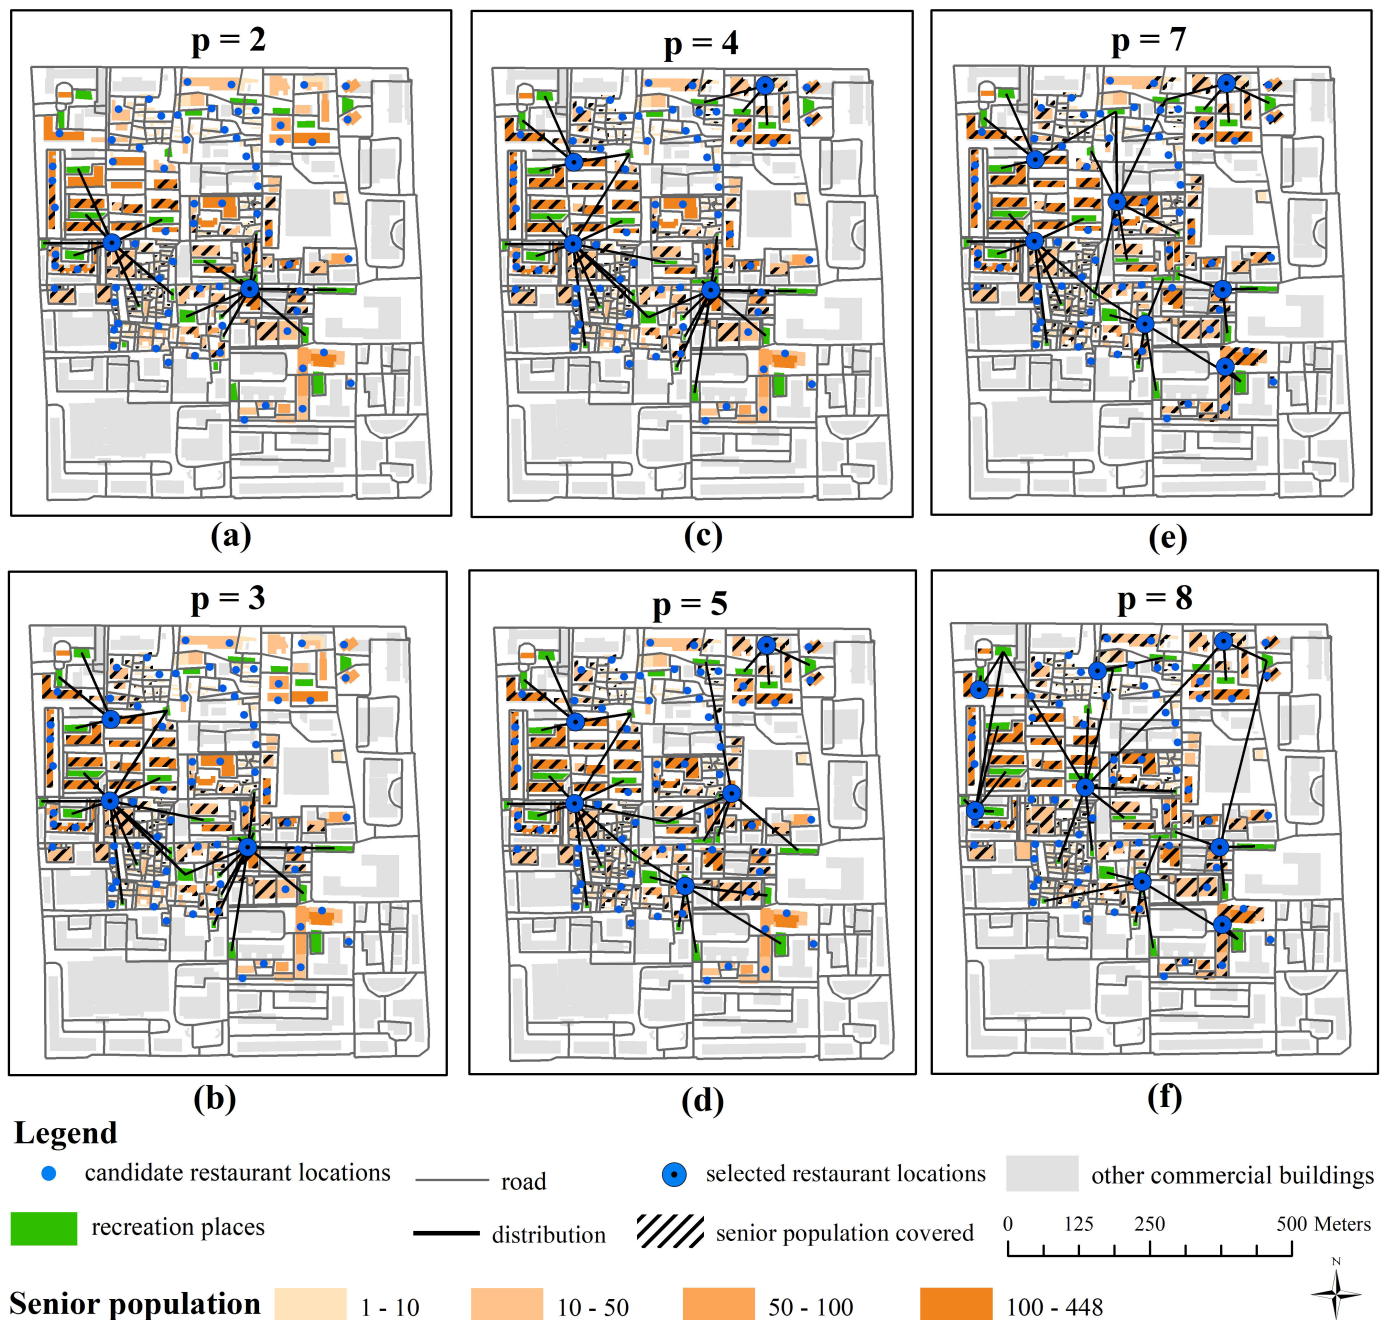 p = 2
p = 4
p = 7
(a)
(c)
(e)
p = 3
p = 5
p = 8
(b)
(d)
(f)
Legend
candidate restaurant locations
road
selected restaurant locations
other commercial buildings
recreation places
distribution
senior population covered
0 125 250 500 Meters
N
Senior population 1 - 10 10 - 50 50 - 100 100 - 448